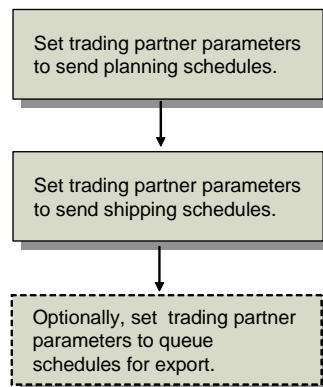 Set trading partner parameters
to send planning schedules.
Set trading partner parameters
to send shipping schedules.
Optionally, set trading partner
parameters to queue
schedules for export.